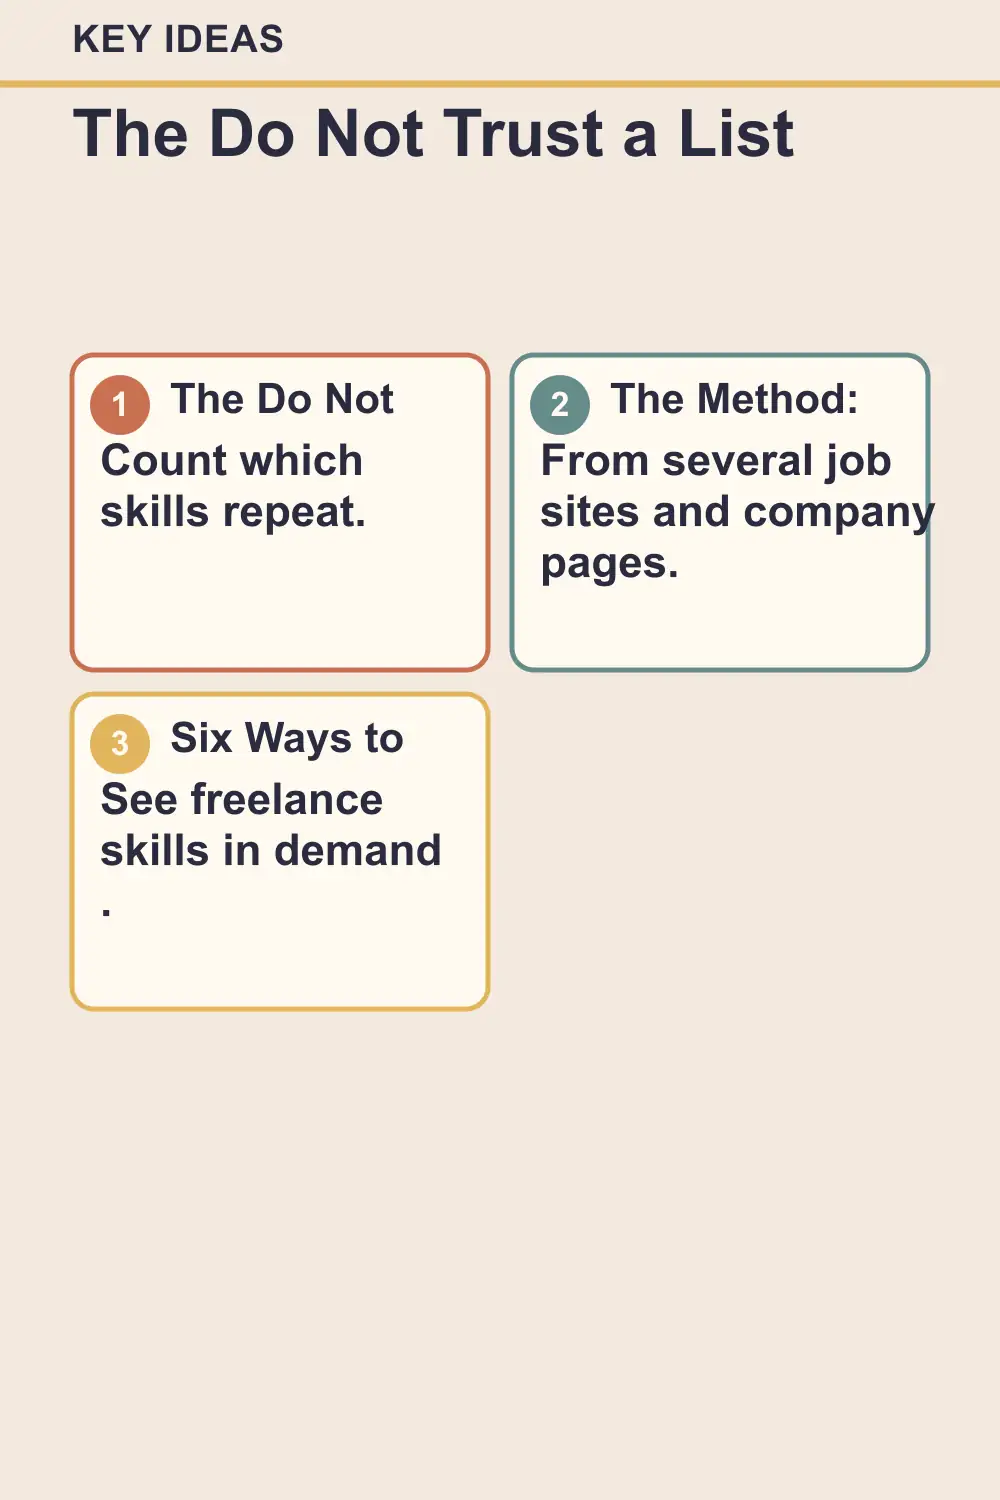 KEY IDEAS
The Do Not Trust a List
1 The Do Not
Count which
skills repeat.
2 The Method:
From several job
sites and company
pages.
3 Six Ways to
See freelance
skills in demand
.